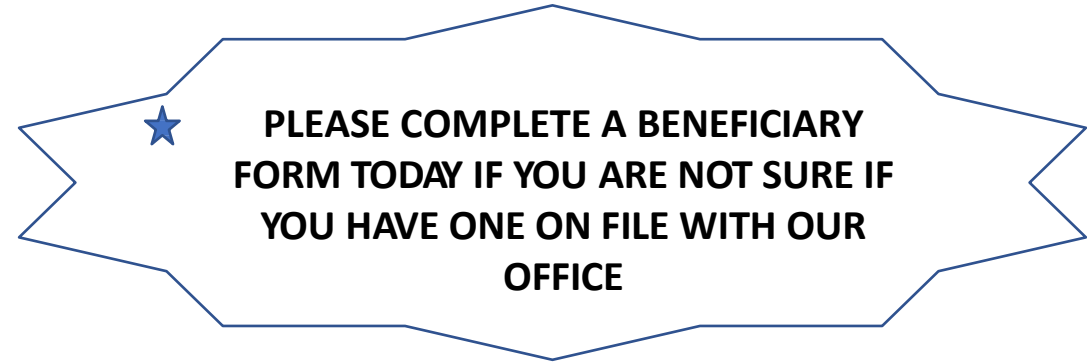 PLEASE COMPLETE A BENEFICIARY
FORM TODAY IF YOU ARE NOT SURE IF
YOU HAVE ONE ON FILE WITH OUR
OFFICE